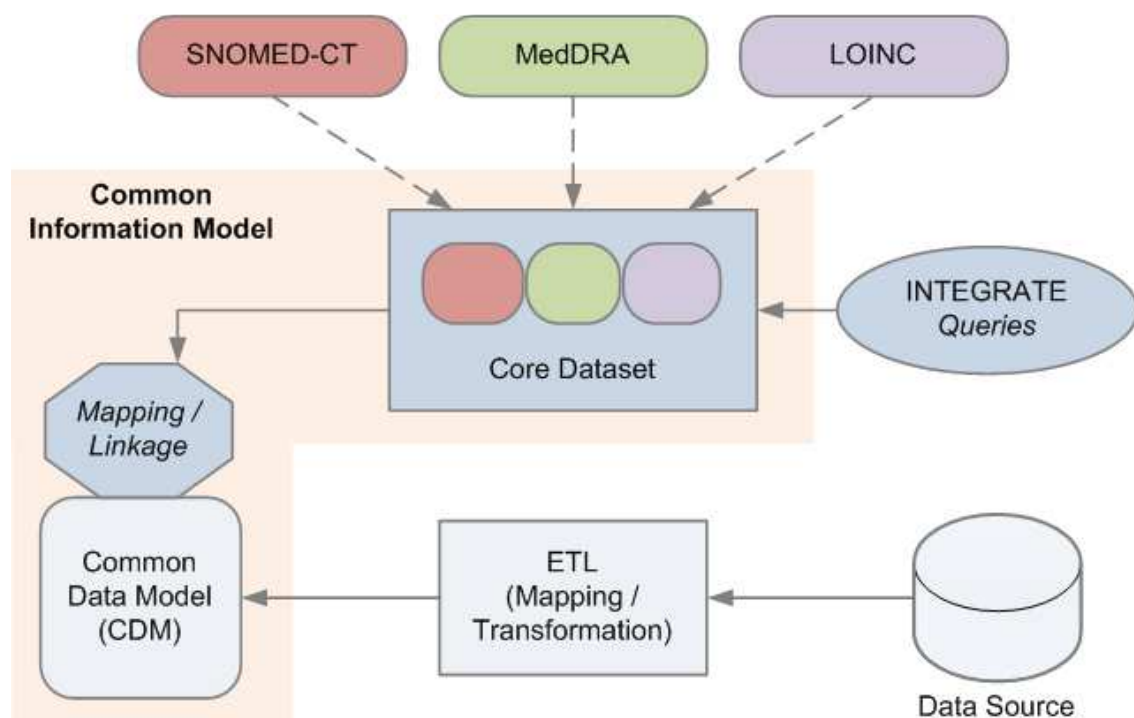 SNOMED-CT
MedDRA
LOINC
Common
Information Model
INTEGRATE
Queries
Core Dataset
Mapping /
Linkage
Common
Data Model
(CDM)
ETL
(Mapping /
Transformation)
Data Source